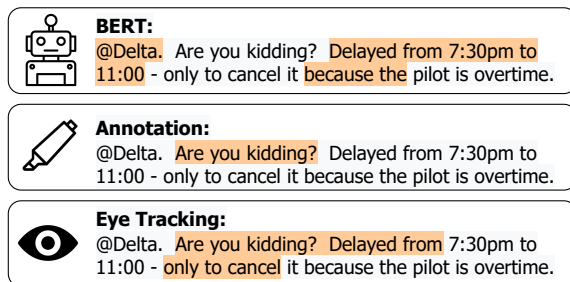 BERT:
@Delta. Are you kidding? Delayed from 7:30pm to
11:00 - only to cancel it because the pilot is overtime.
Annotation:
@Delta. Are you kidding? Delayed from 7:30pm to
11:00 - only to cancel it because the pilot is overtime.
Eye Tracking:
@Delta. Are you kidding? Delayed from 7:30pm to
11:00 - only to cancel it because the pilot is overtime.